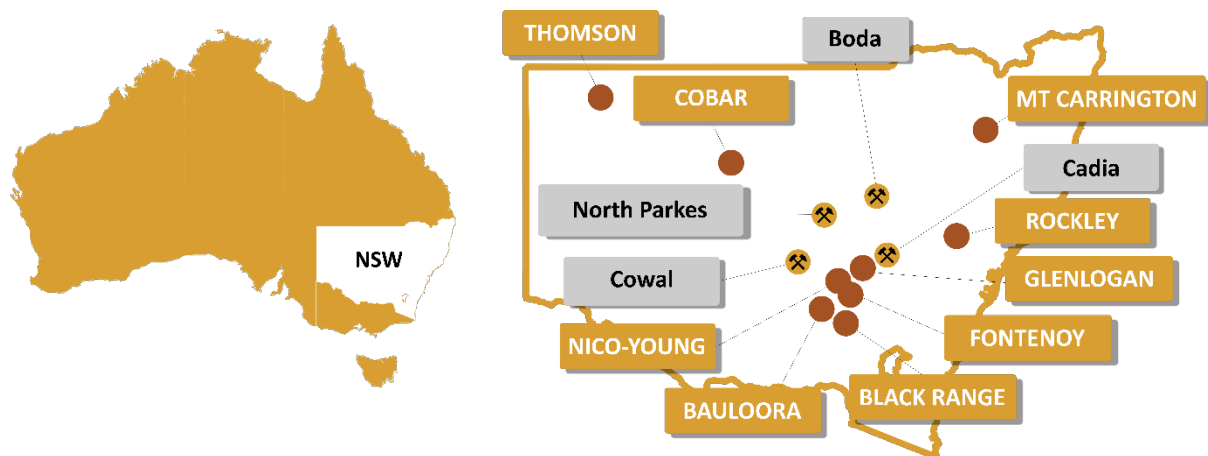 NSW
THOMSON
Boda
COBAR
MT CARRINGTON
Cadia
North Parkes
ROCKLEY
Cowal
GLENLOGAN
NICO-YOUNG
FONTENOY
BAULOORA
BLACK RANGE